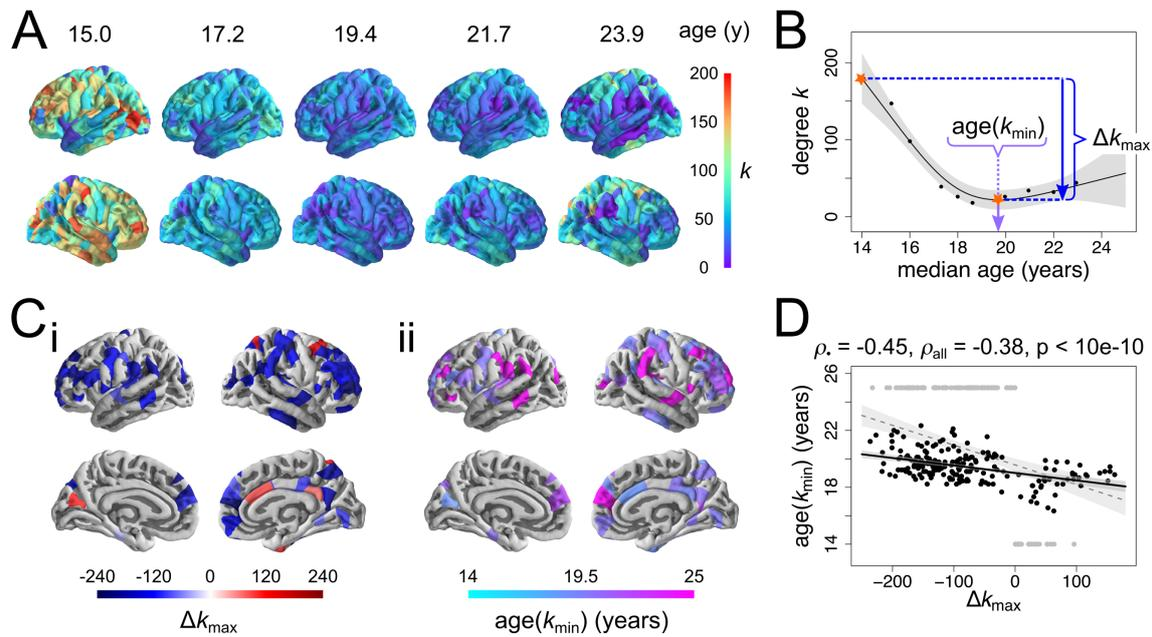 A
15.0 17.2 19.4 21.7 23.9 age (y)
200
150
100
50
0
k
B
degree k
200
100
0
age(kmin)
Δkmax
14 16 18 20 22 24
median age (years)
C
i
-240 -120 0 120 240
Δkmax
ii
14 19.5 25
age(kmin) (years)
D
ρ• = -0.45, ρall = -0.38, p < 10e-10
age(kmin) (years)
26
22
18
14
−200 −100 0 100
Δkmax